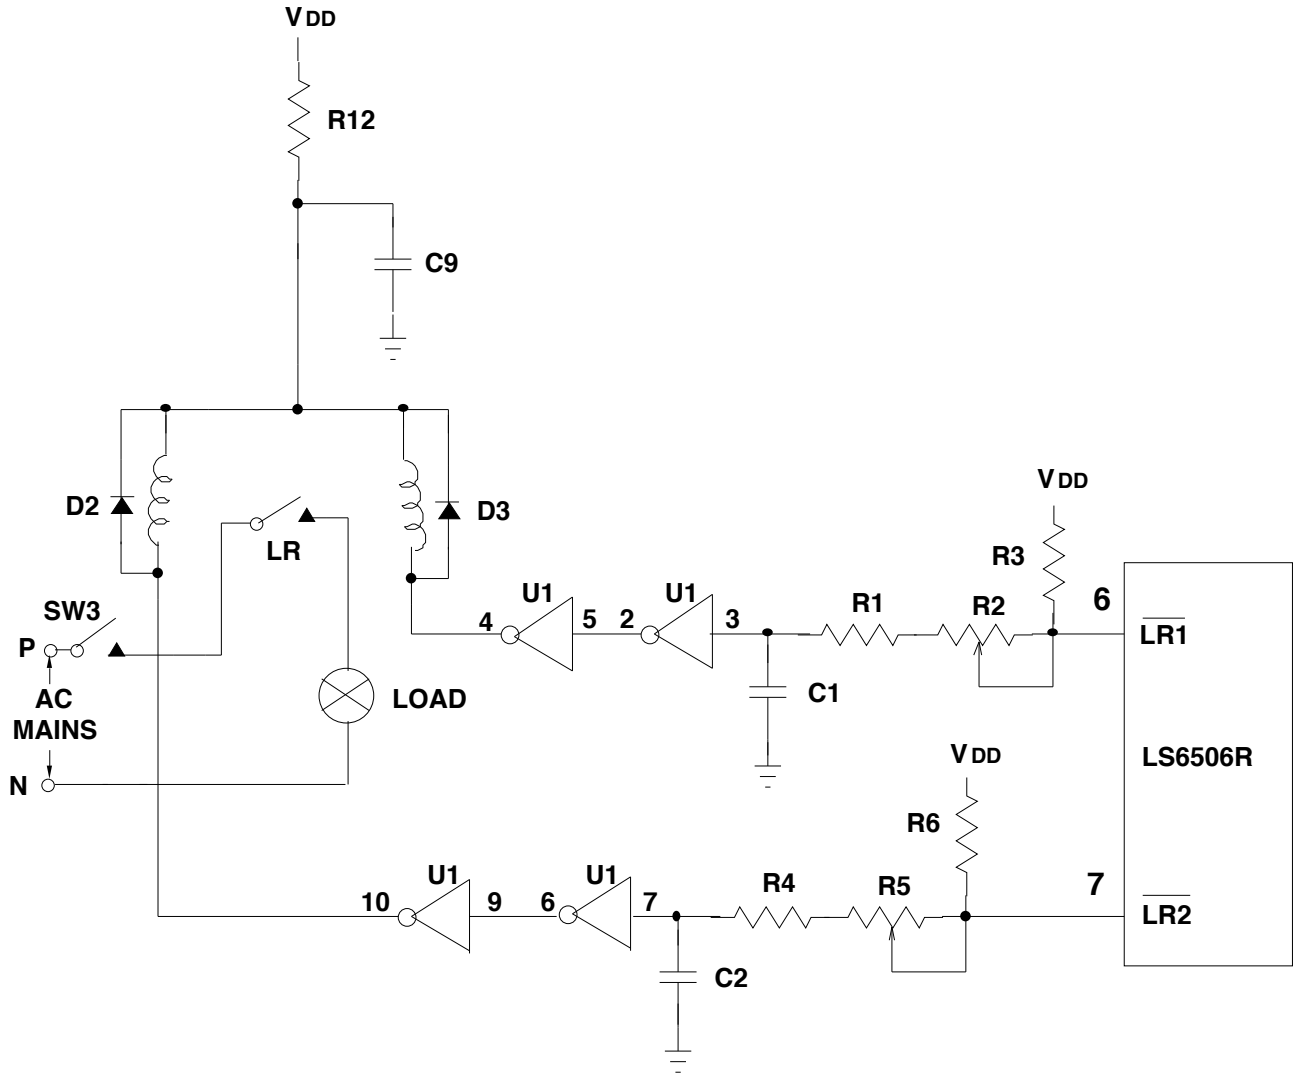 VDD
R12
C9
D2
LR
D3
SW3
P
AC
MAINS
N
LOAD
U1
4
5
U1
2
3
C1
R1
R2
VDD
R3
6
LR1
LS6506R
VDD
R6
7
LR2
U1
10
9
U1
6
7
C2
R4
R5